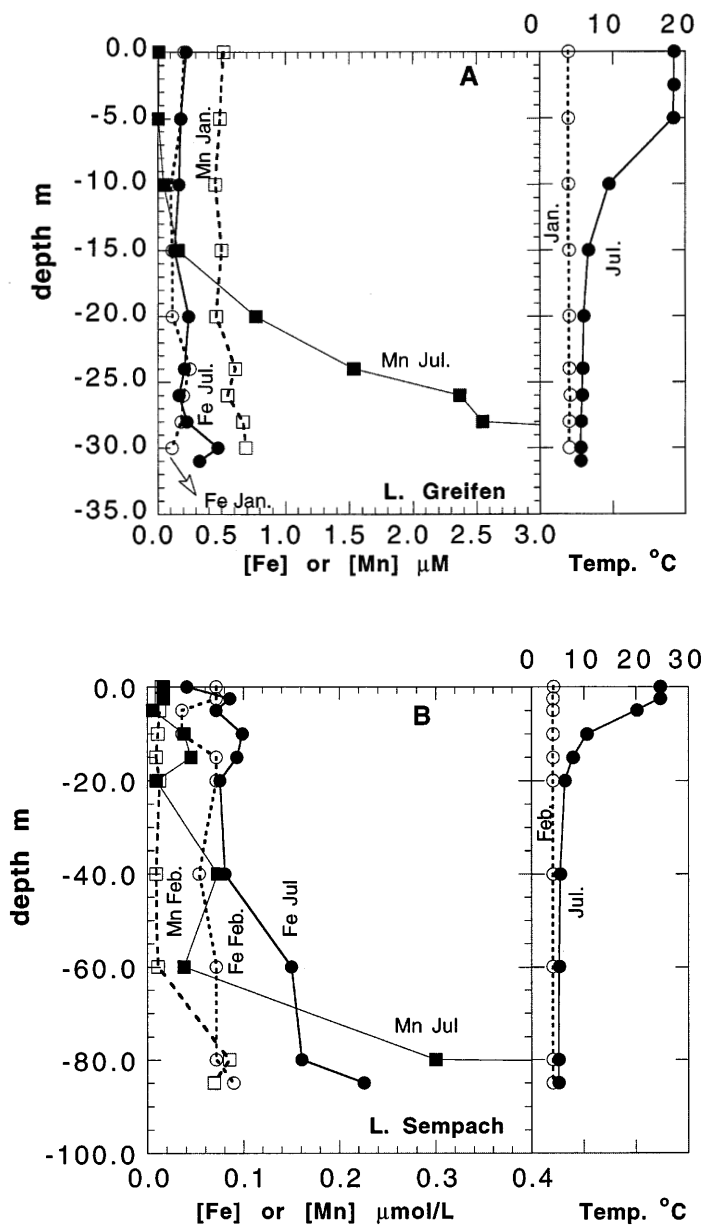 0 10 20
0.0
A
-5.0
Mn Jan.
-10.0
depth m
-15.0
Jan.
Jul.
-20.0
Mn Jul.
-25.0
Fe Jul.
-30.0
Fe Jan.
L. Greifen
-35.0
0.0 0.5 1.0 1.5 2.0 2.5 3.0
[Fe] or [Mn] μM
Temp. °C
0 10 20 30
0.0
B
-20.0
depth m
-40.0
Mn Feb.
Fe Feb.
Fe Jul
Feb.
Jul.
-60.0
Mn Jul
-80.0
L. Sempach
-100.0
0.0 0.1 0.2 0.3 0.4
[Fe] or [Mn] μmol/L
Temp. °C